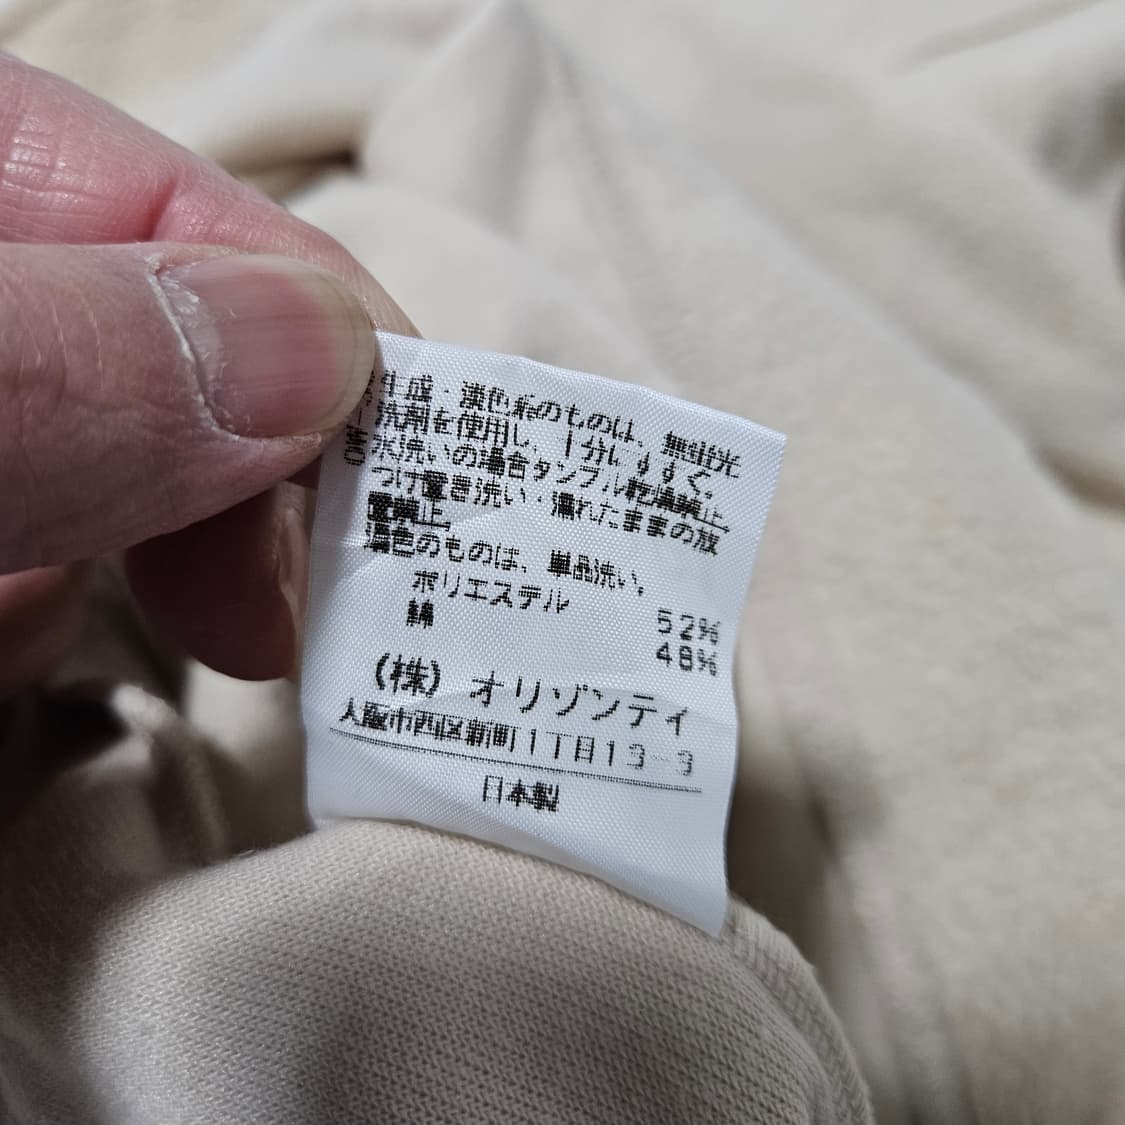 生成・淡色系のものは、無蛍光
洗剤を使用し、十分にすすぐ。
水洗いの場合タンブル乾燥禁止。
つけ置き洗い・濡れたままの放
置禁止。
濃色のものは、単品洗い。
ポリエステル 52%
綿 48%
(株) オリゾンティ
大阪市西区新町1丁目13-3
日本製